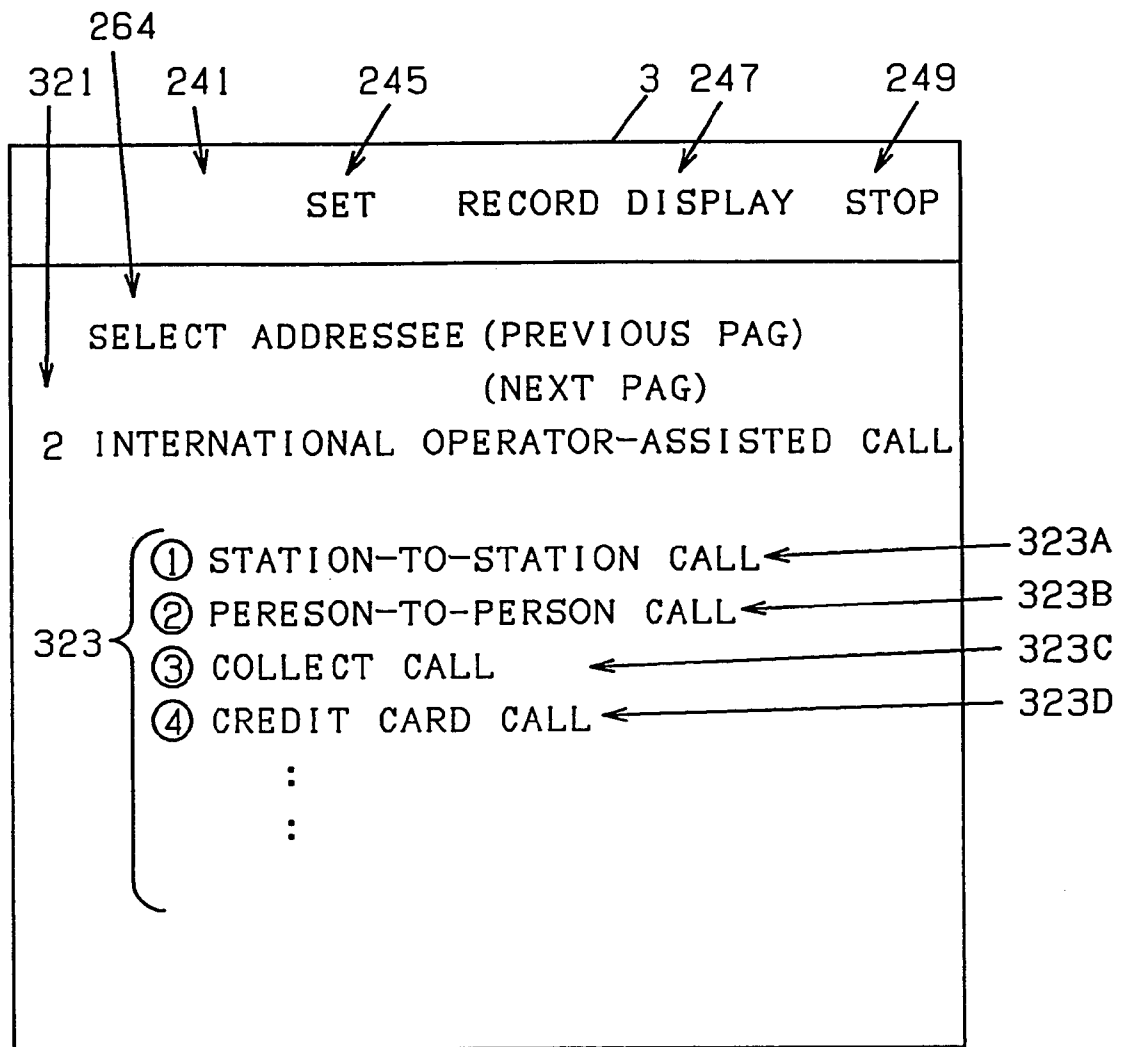 264
321 241 245 3 247 249
SET RECORD DISPLAY STOP
SELECT ADDRESSEE (PREVIOUS PAG)
(NEXT PAG)
2 INTERNATIONAL OPERATOR-ASSISTED CALL
323
① STATION-TO-STATION CALL 323A
② PERESON-TO-PERSON CALL 323B
③ COLLECT CALL 323C
④ CREDIT CARD CALL 323D
:
: